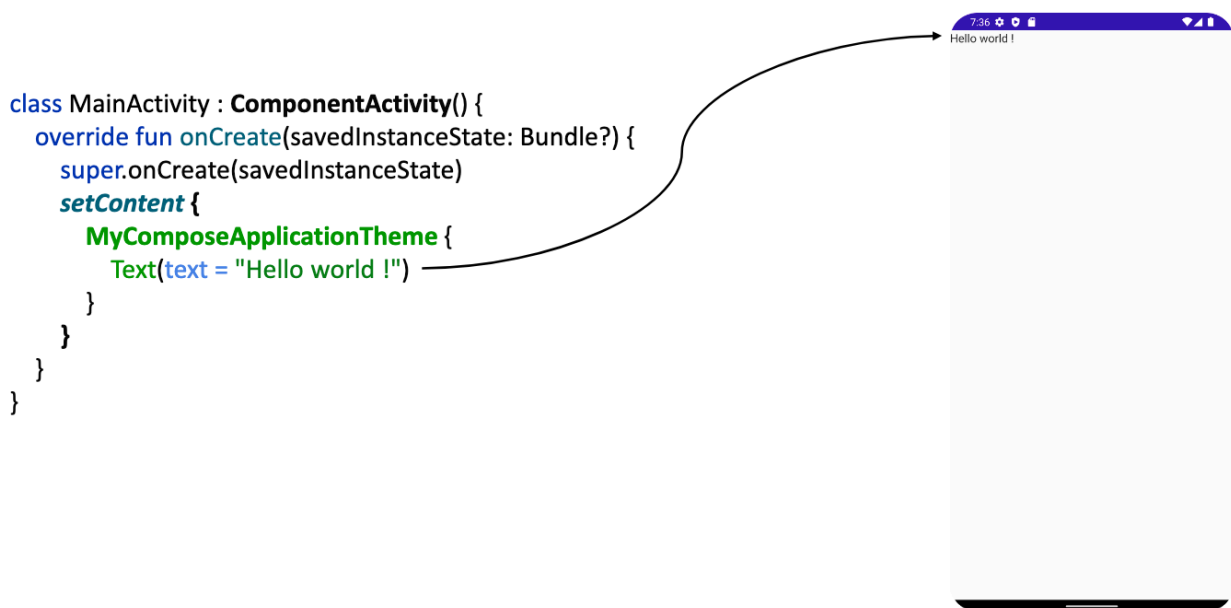 7:36
Hello world !
class MainActivity : ComponentActivity() {
override fun onCreate(savedInstanceState: Bundle?) {
super.onCreate(savedInstanceState)
setContent {
MyComposeApplicationTheme {
Text(text = "Hello world !")
}
}
}
}